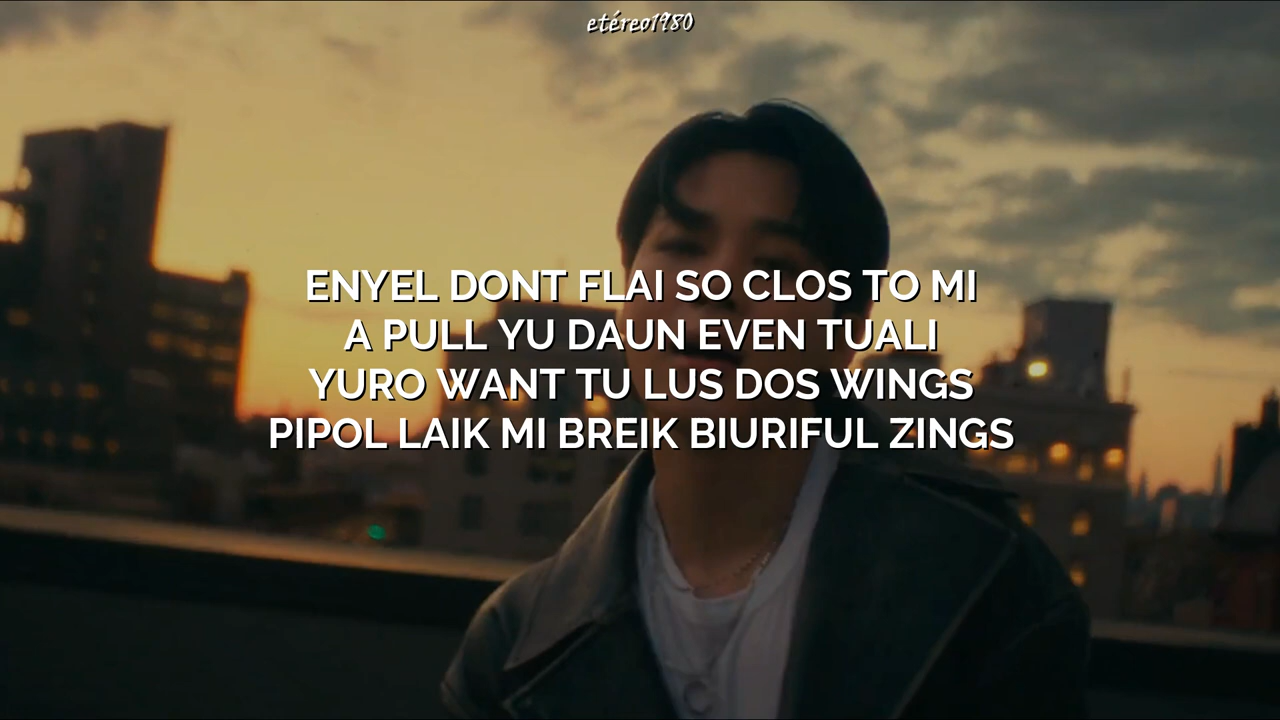 etéreo1980
ENYEL DONT FLAI SO CLOS TO MI
A PULL YU DAUN EVEN TUALI
YURO WANT TU LUS DOS WINGS
PIPOL LAIK MI BREIK BIURIFUL ZINGS